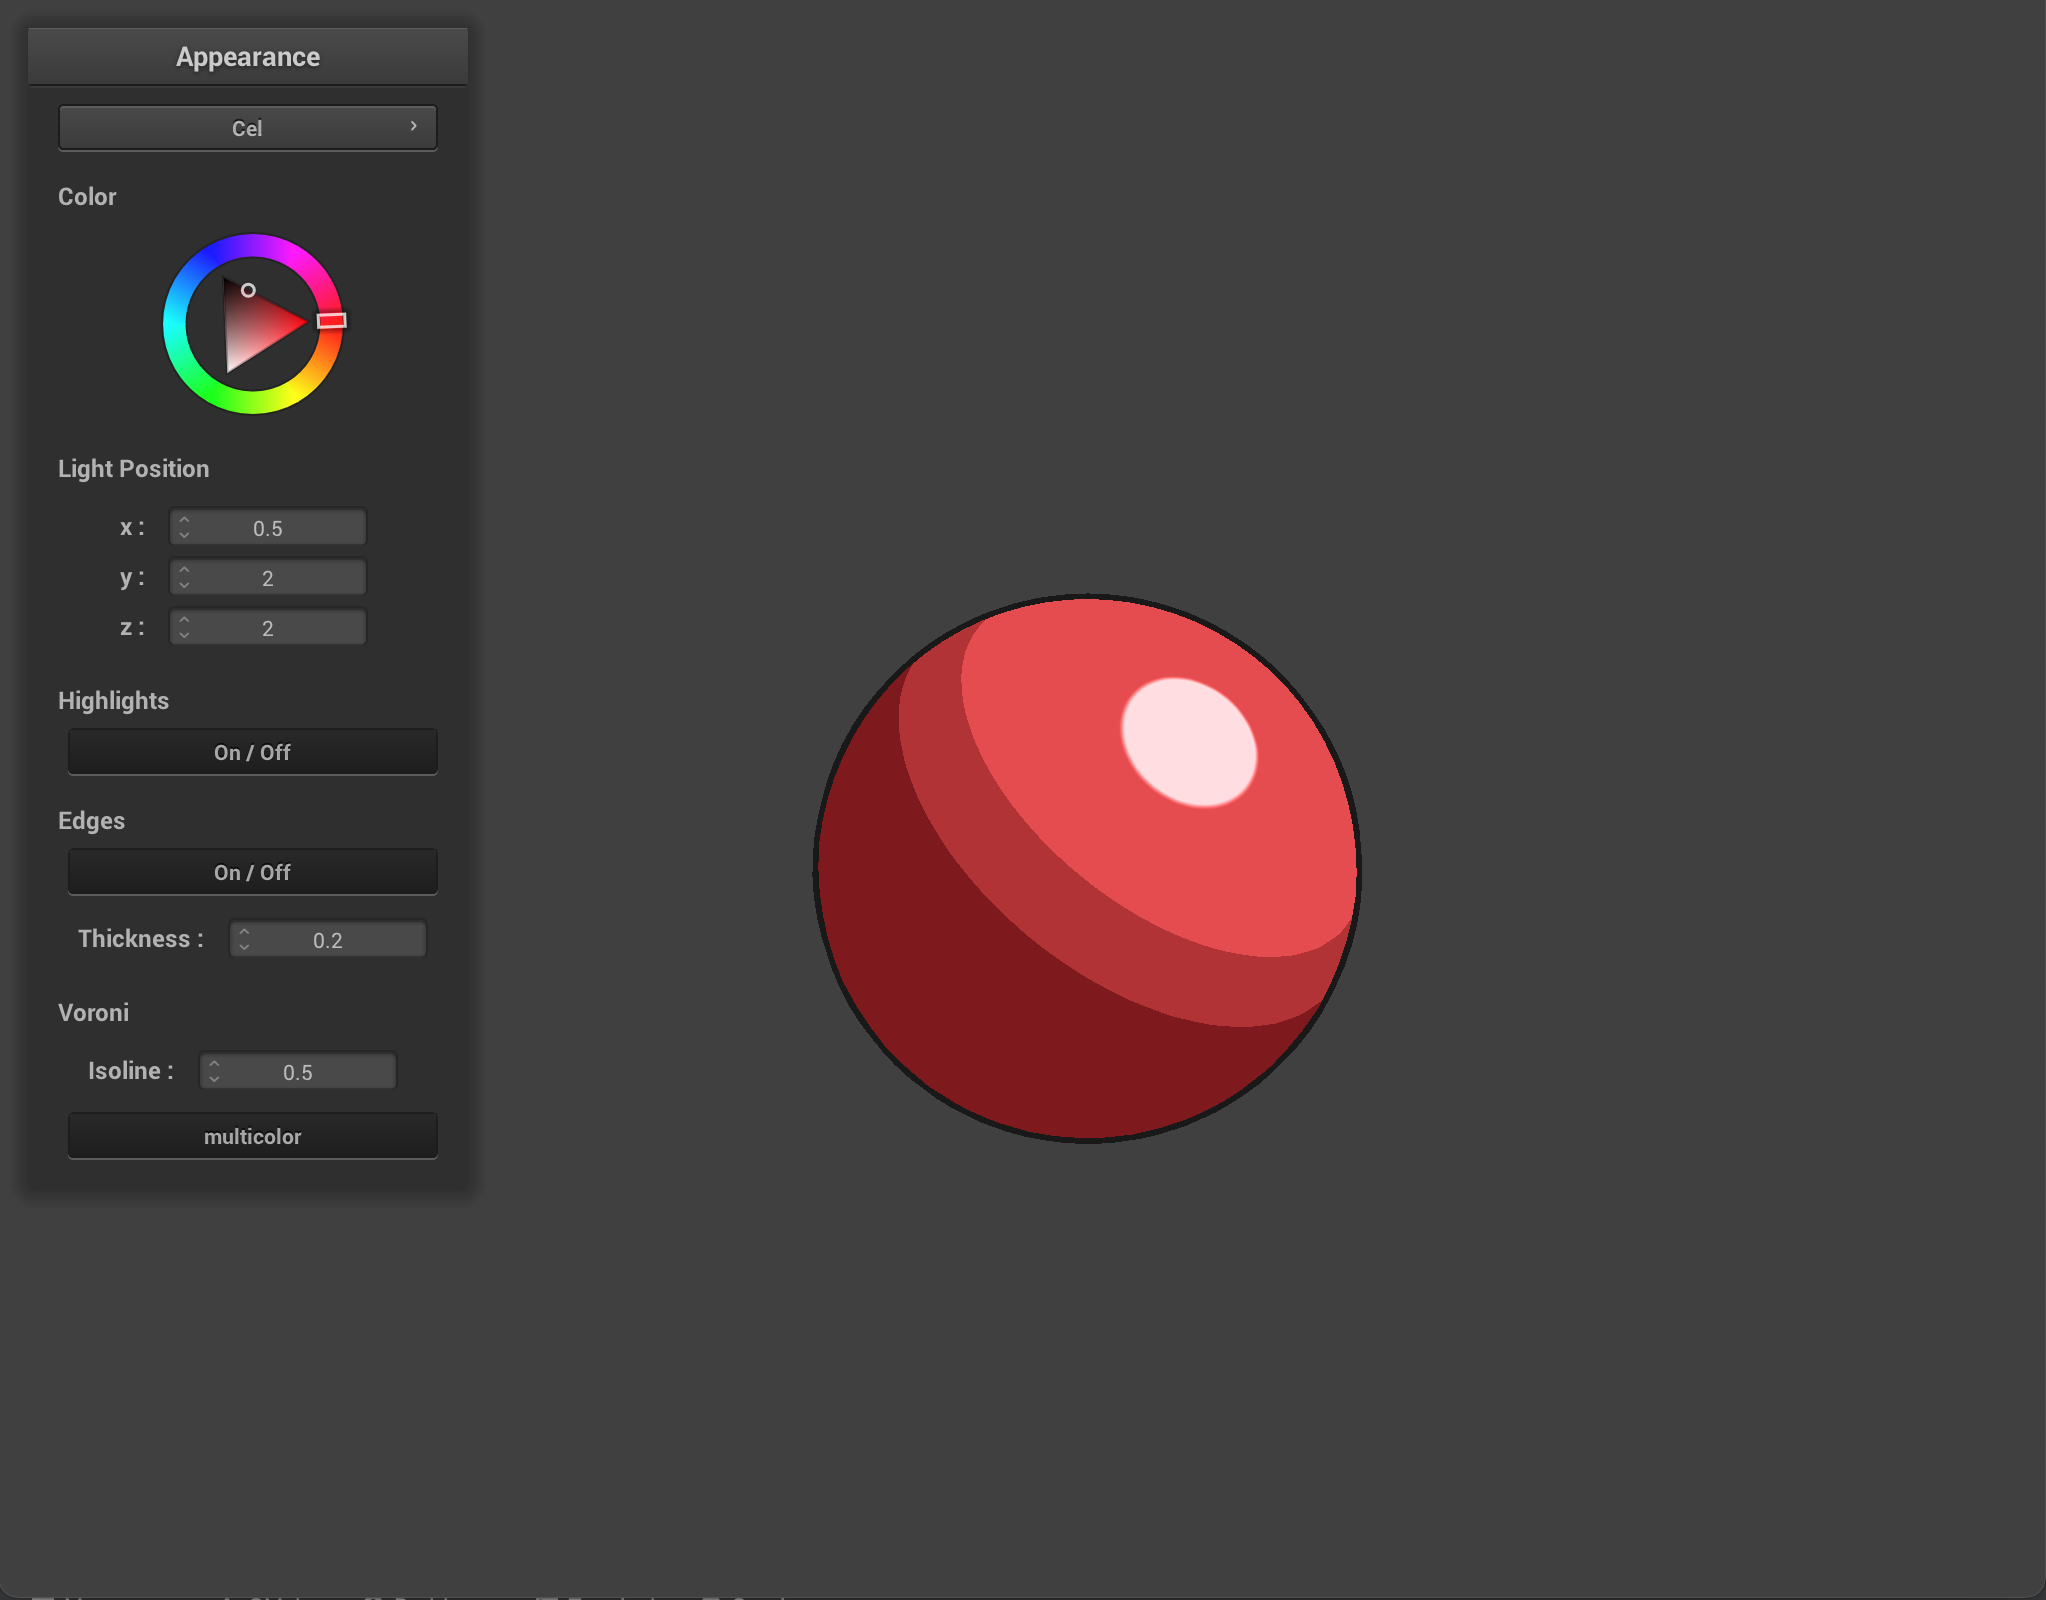 Appearance
Cel
Color
Light Position
x : 0.5
y : 2
z : 2
Highlights
On / Off
Edges
On / Off
Thickness : 0.2
Voroni
Isoline : 0.5
multicolor